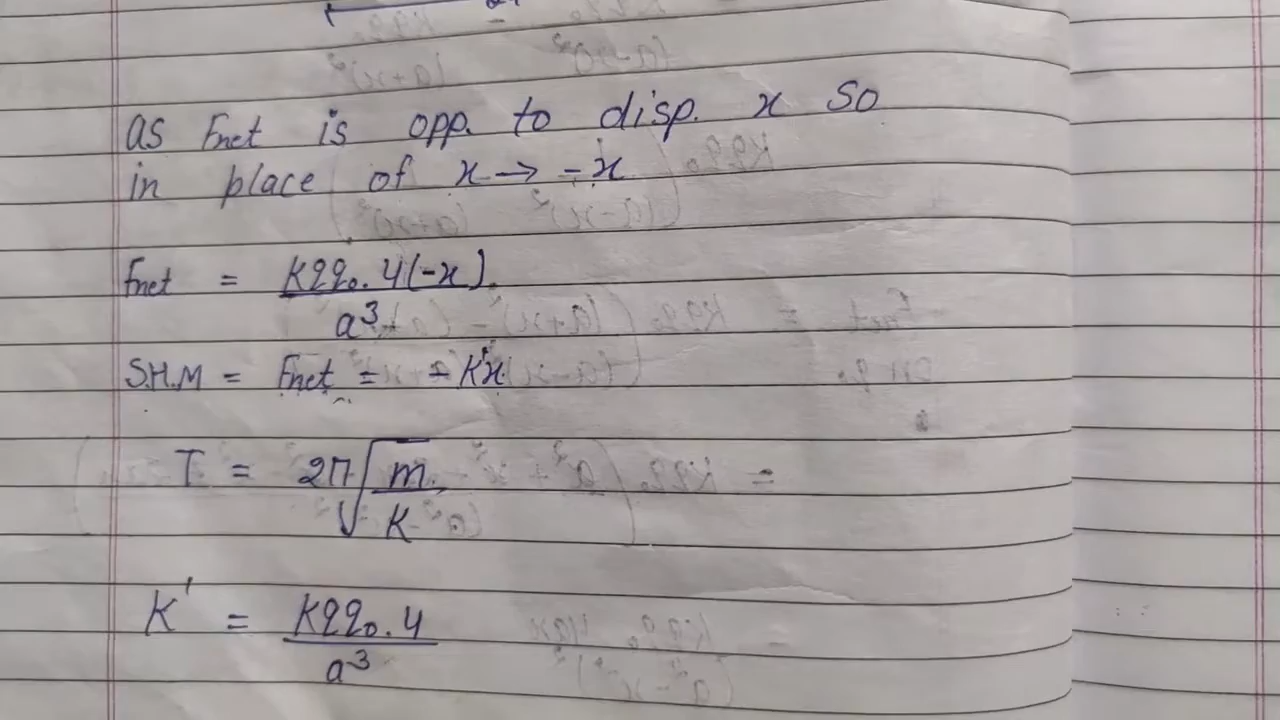 as Fnet is opp. to disp. x so
in place of x → -x
Fnet = Kqq₀.4(-x)/a³
S.H.M = Fnet = -K'x
T = 2π√(m/K)
K' = Kqq₀.4/a³